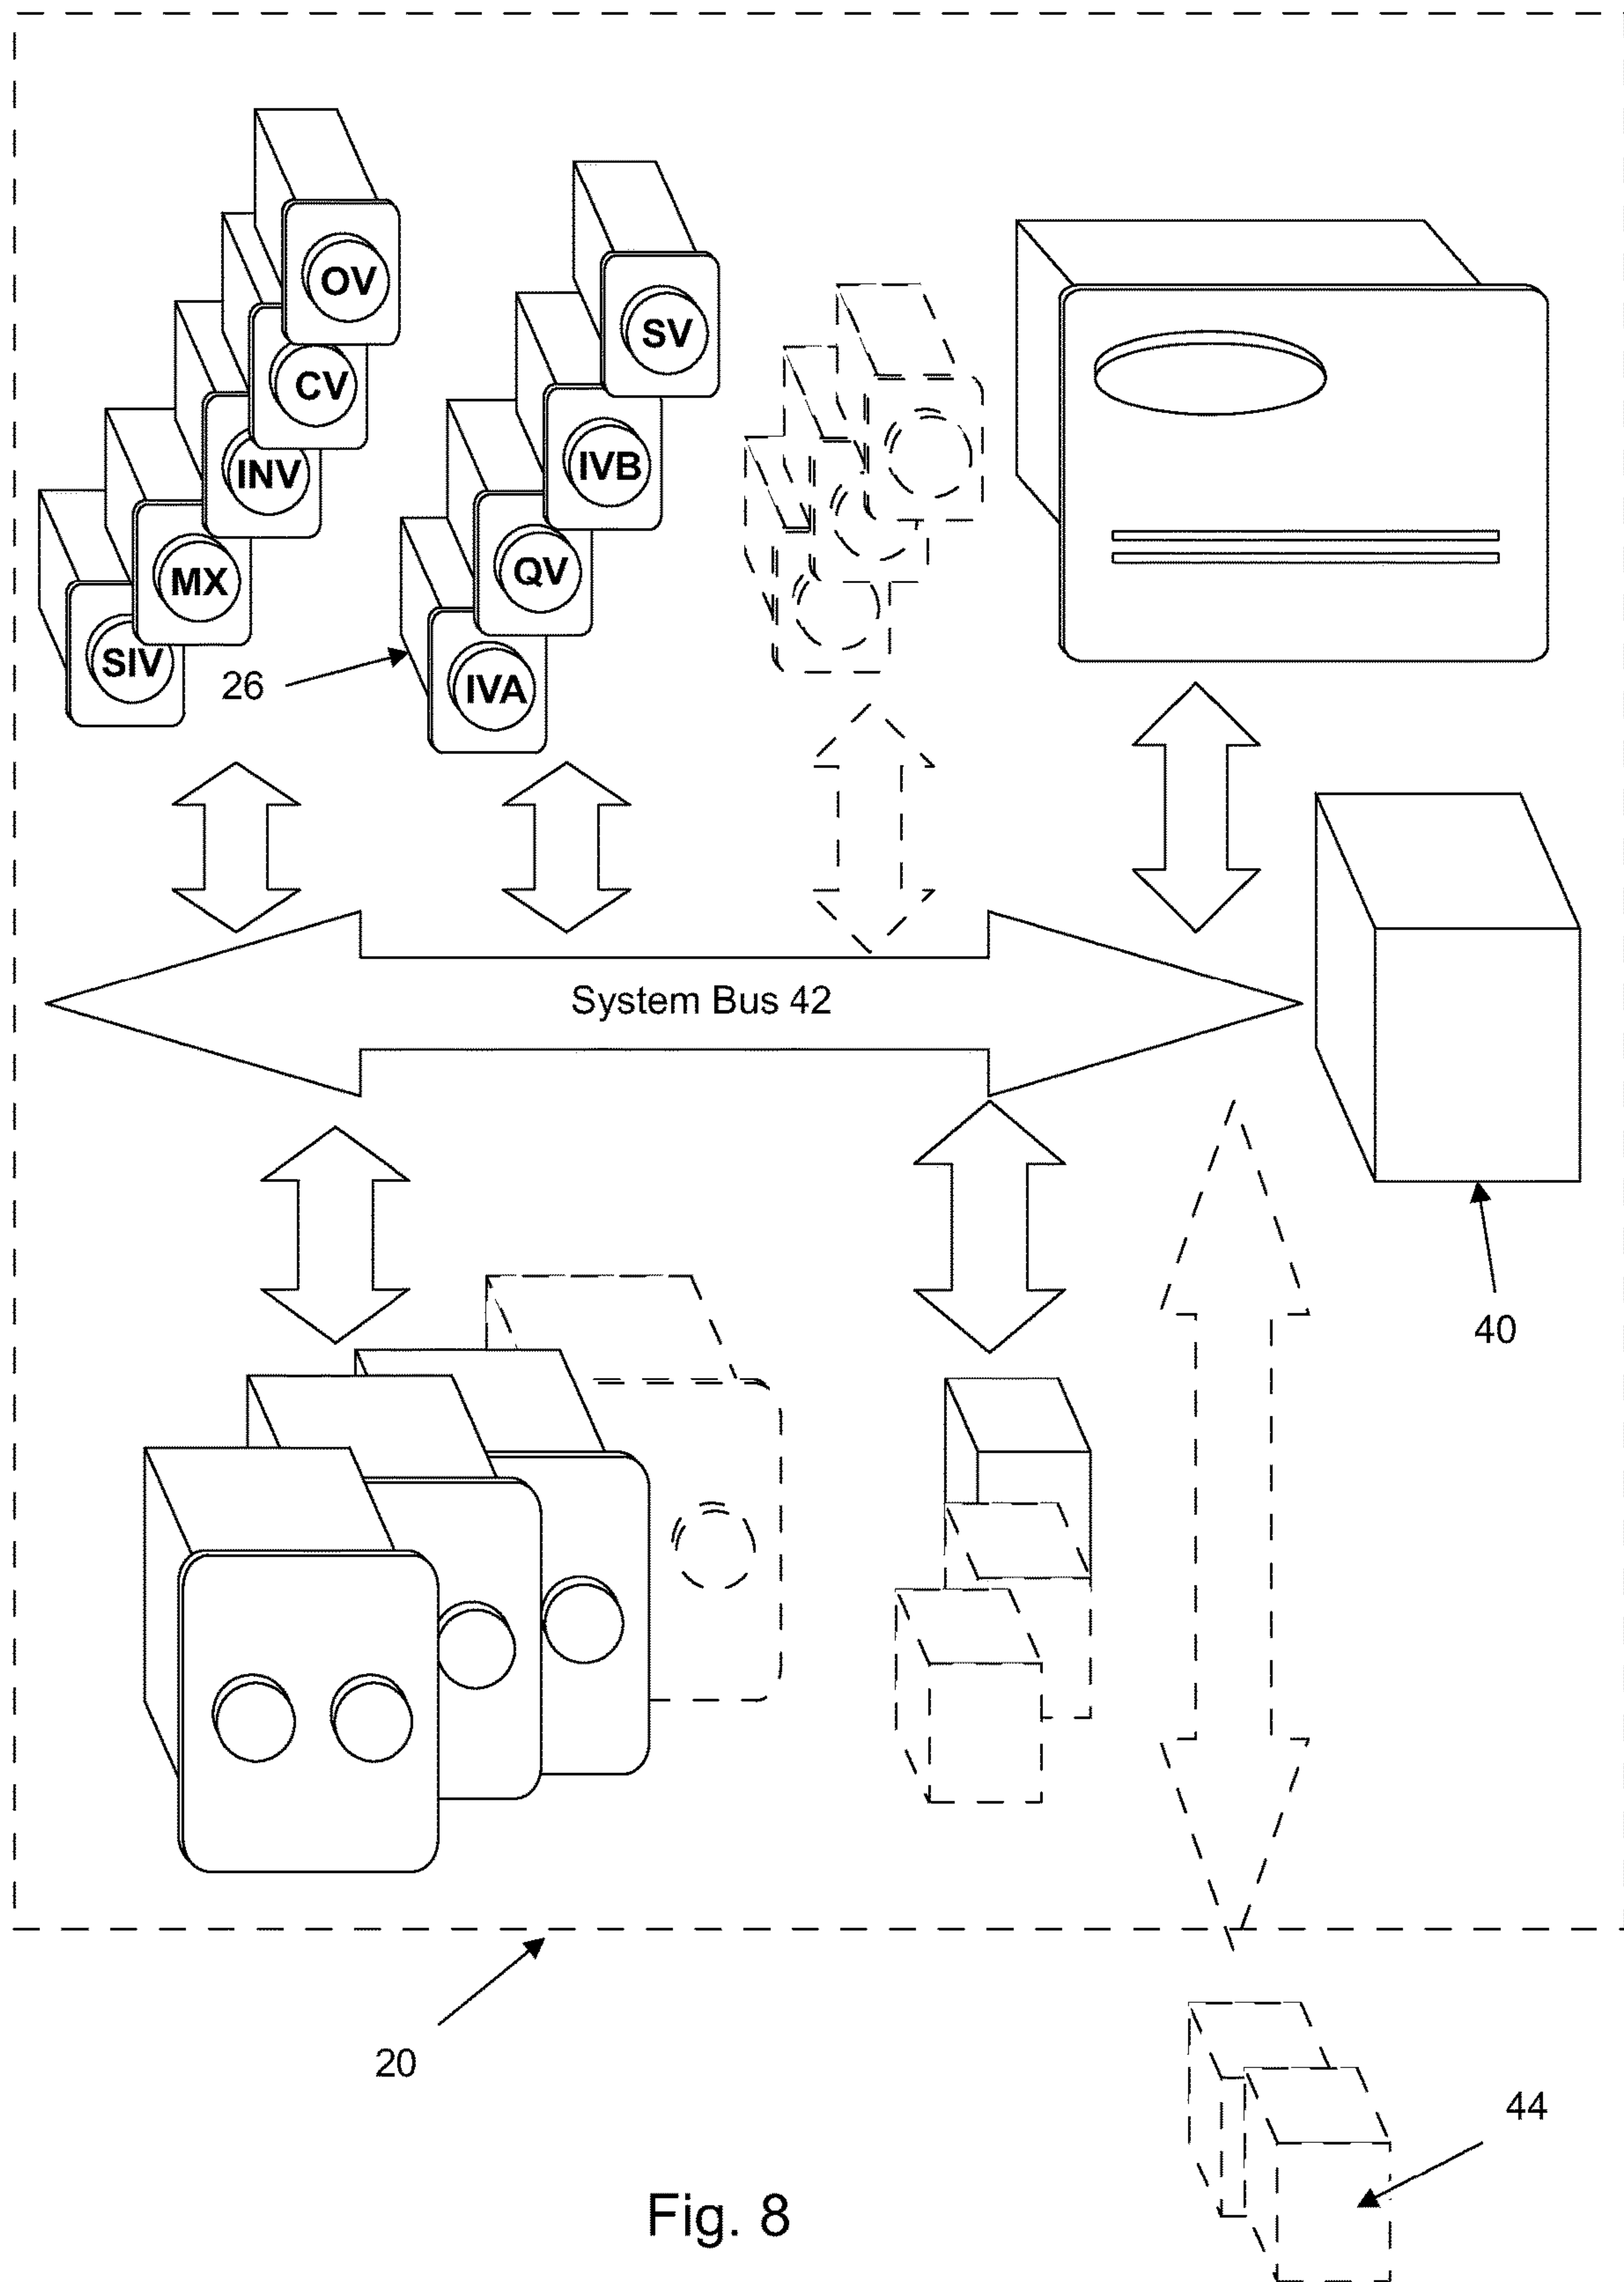 OV
CV
INV
MX
SIV
SV
IVB
QV
IVA
26
System Bus 42
40
20
44
Fig. 8